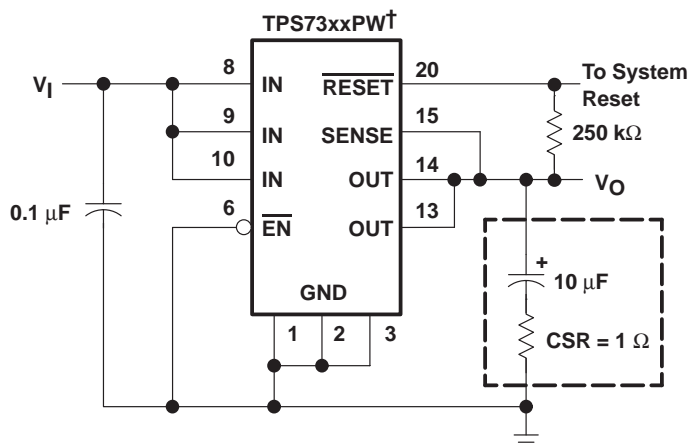 TPS73xxPW†
8
IN
RESET
20
To System
Reset
VI
9
IN
SENSE
15
250 kΩ
10
IN
OUT
14
VO
6
EN
OUT
13
0.1 μF
GND
+
10 μF
1
2
3
CSR = 1 Ω